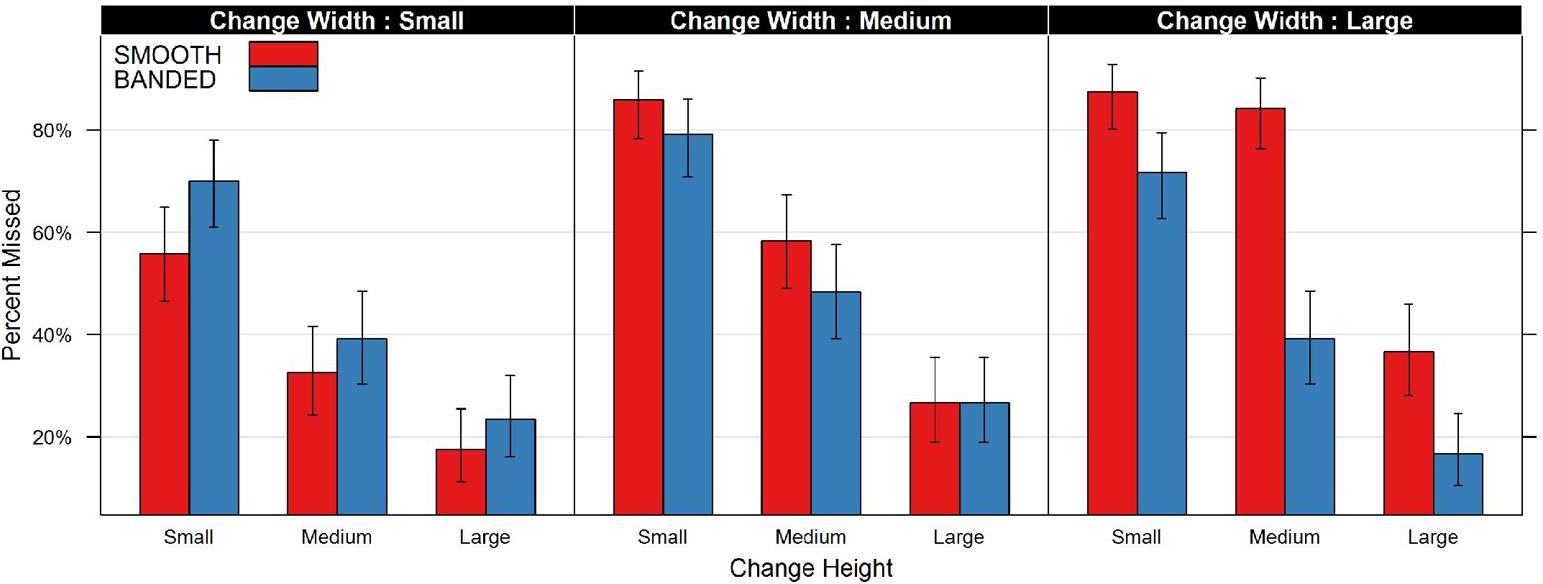 Change Width : Small
Change Width : Medium
Change Width : Large
SMOOTH
BANDED
Percent Missed
80%
60%
40%
20%
Small Medium Large
Small Medium Large
Small Medium Large
Change Height